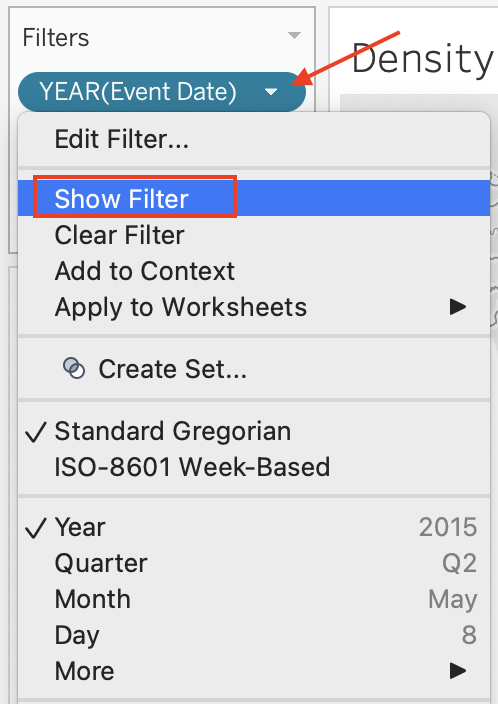 Filters
Density
YEAR(Event Date)
Edit Filter...
Show Filter
Clear Filter
Add to Context
Apply to Worksheets
Create Set...
Standard Gregorian
ISO-8601 Week-Based
Year 2015
Quarter Q2
Month May
Day 8
More